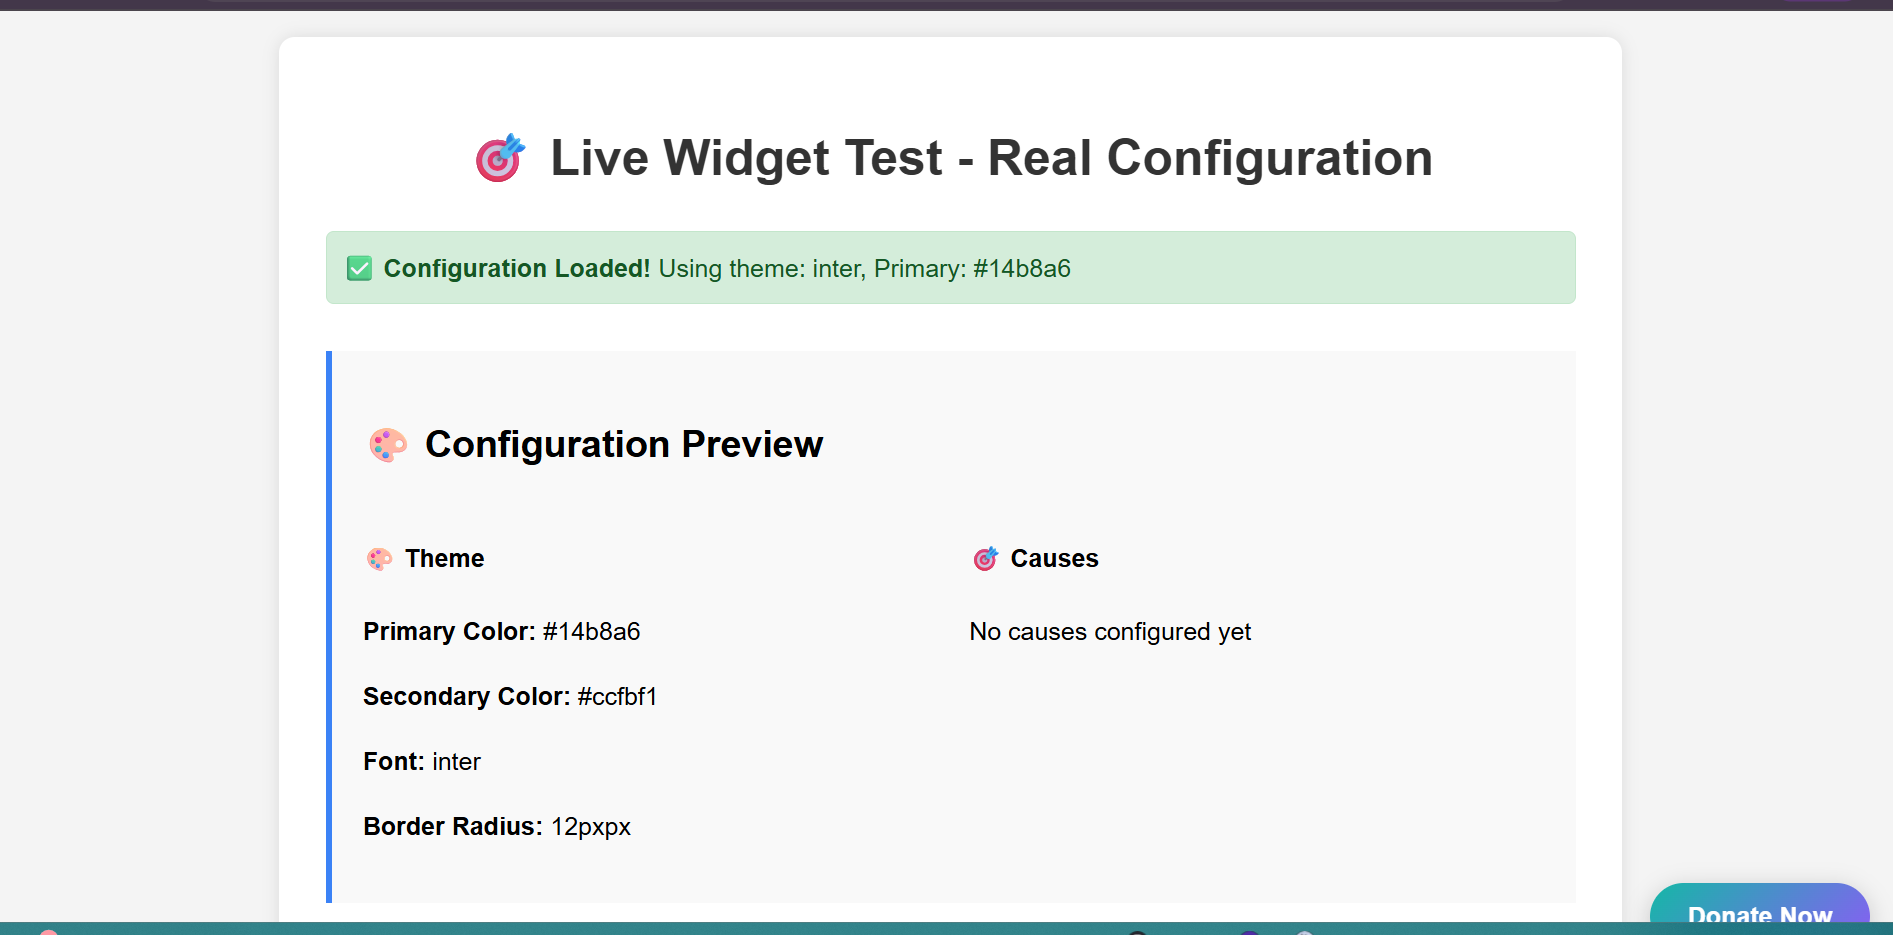 Live Widget Test - Real Configuration
Configuration Loaded! Using theme: inter, Primary: #14b8a6
Configuration Preview
Theme
Primary Color: #14b8a6
Secondary Color: #ccfbf1
Font: inter
Border Radius: 12pxpx
Causes
No causes configured yet
Donate Now